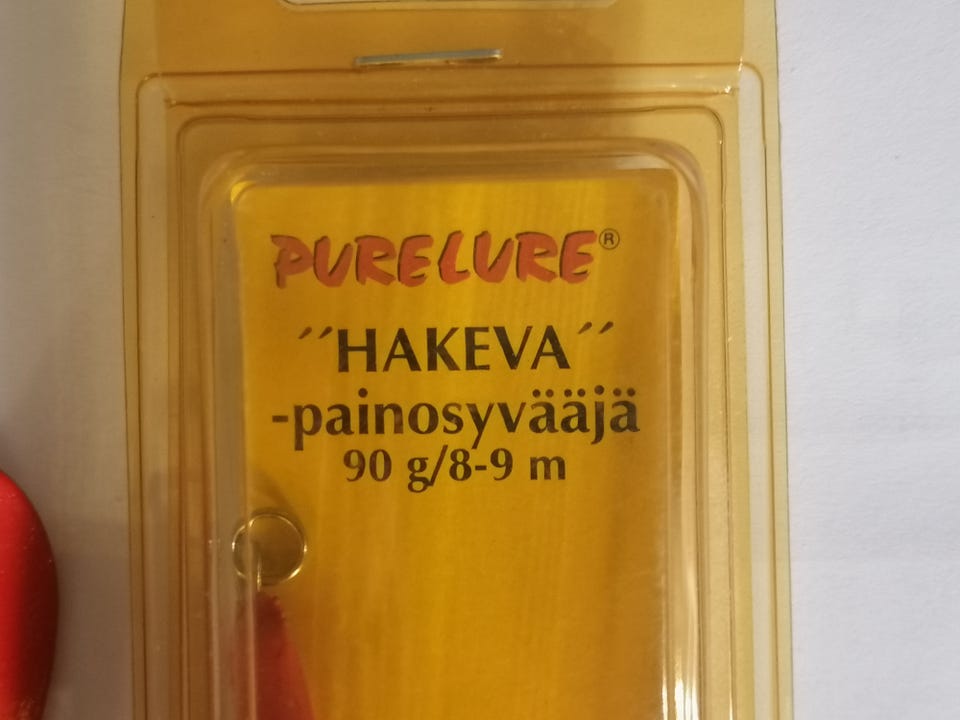 PURELURE®
´´HAKEVA´´
-painosyvääjä
90 g/8-9 m